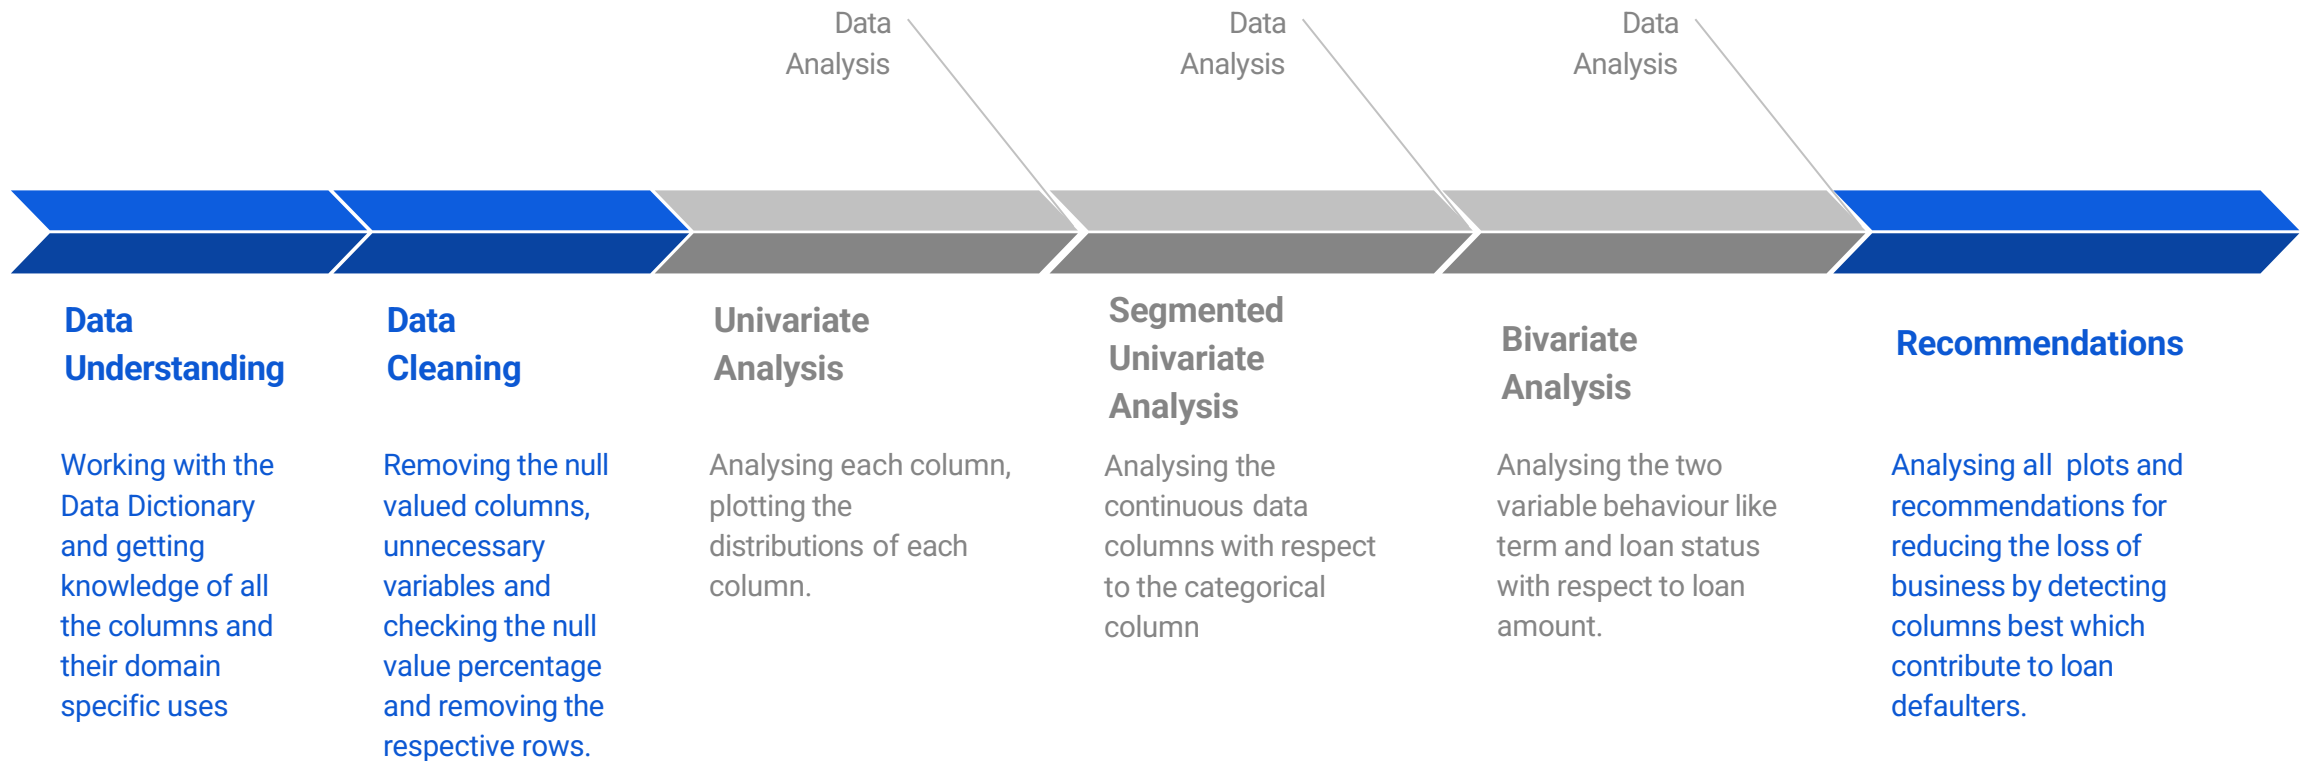 Data
Analysis
Data
Analysis
Data
Analysis
Data
Understanding
Working with the
Data Dictionary
and getting
knowledge of all
the columns and
their domain
specific uses
Data
Cleaning
Removing the null
valued columns,
unnecessary
variables and
checking the null
value percentage
and removing the
respective rows.
Univariate
Analysis
Analysing each column,
plotting the
distributions of each
column.
Segmented
Univariate
Analysis
Analysing the
continuous data
columns with respect
to the categorical
column
Bivariate
Analysis
Analysing the two
variable behaviour like
term and loan status
with respect to loan
amount.
Recommendations
Analysing all  plots and
recommendations for
reducing the loss of
business by detecting
columns best which
contribute to loan
defaulters.